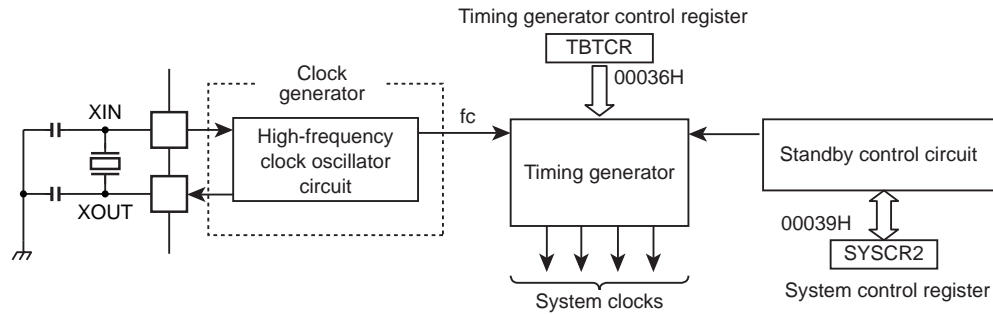 Timing generator control register
TBTCR
00036H
Clock
generator
XIN
High-frequency
clock oscillator
circuit
fc
Timing generator
Standby control circuit
XOUT
00039H
SYSCR2
System clocks
System control register